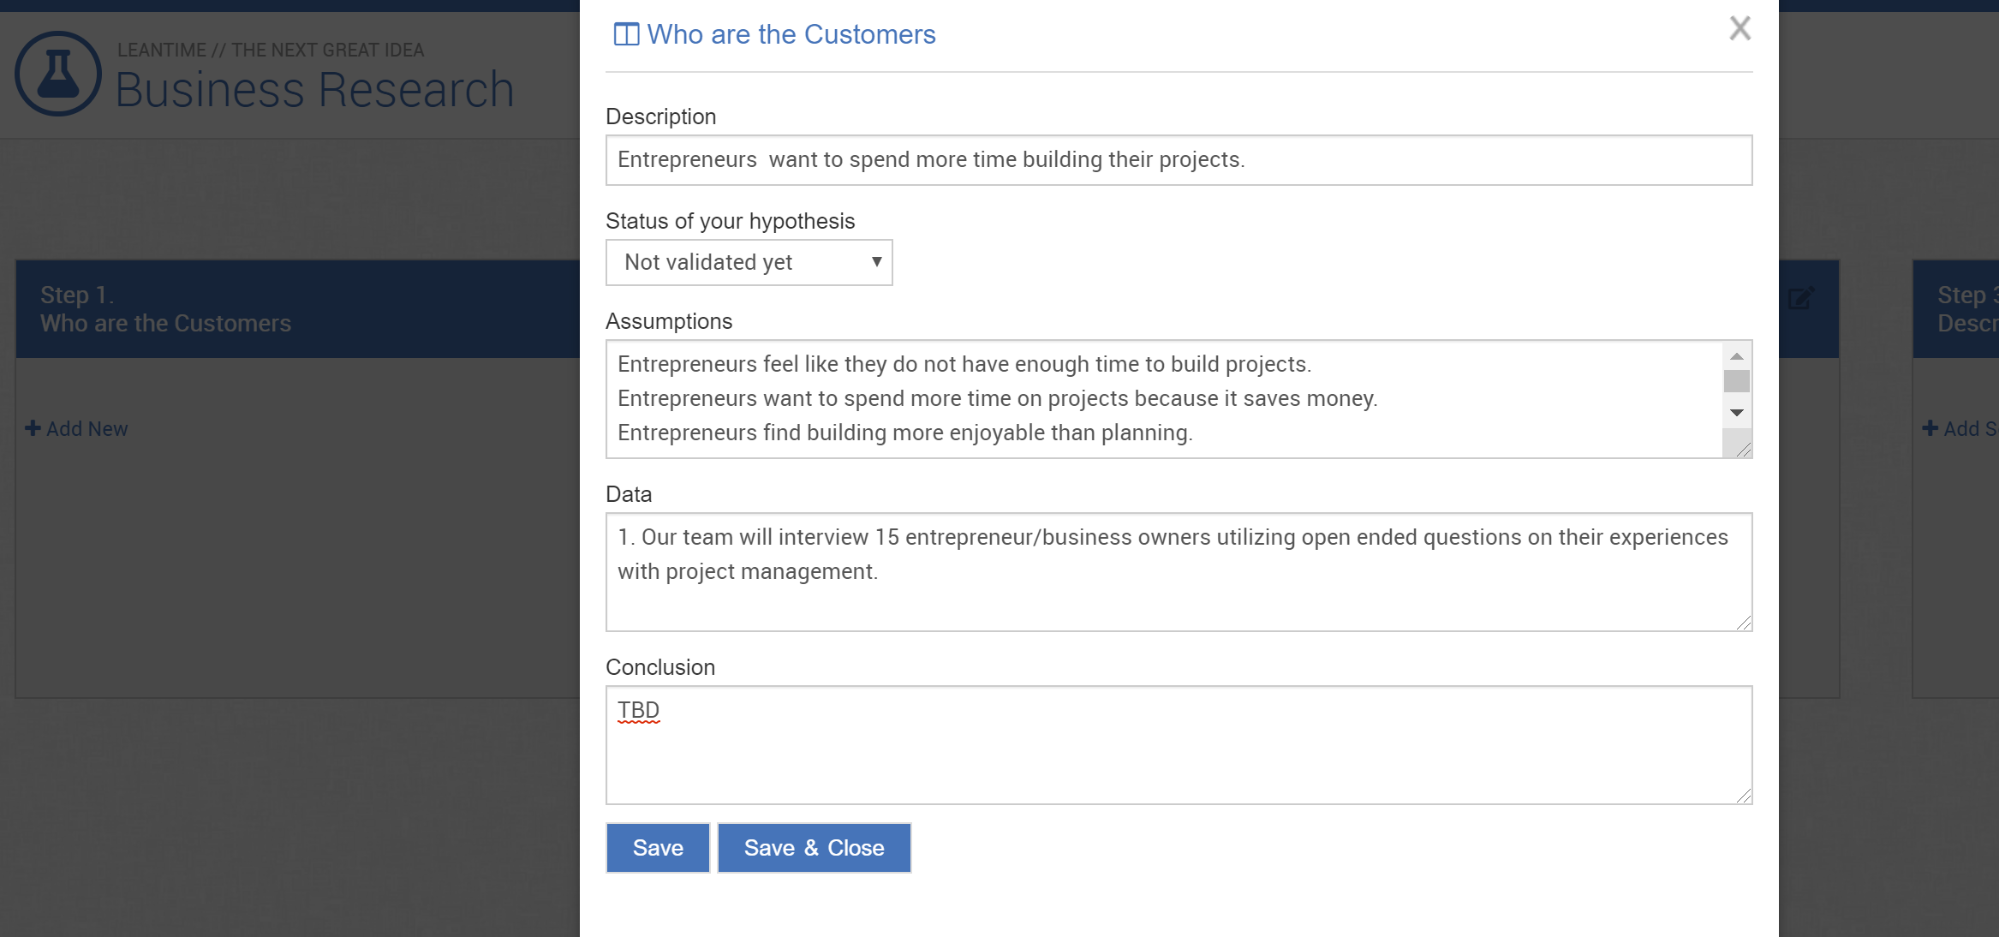 LEANTIME // THE NEXT GREAT IDEA
Business Research
Step 1.
Who are the Customers
+ Add New
Who are the Customers
X
Description
Entrepreneurs  want to spend more time building their projects.
Status of your hypothesis
Not validated yet
Assumptions
Entrepreneurs feel like they do not have enough time to build projects.
Entrepreneurs want to spend more time on projects because it saves money.
Entrepreneurs find building more enjoyable than planning.
Data
1. Our team will interview 15 entrepreneur/business owners utilizing open ended questions on their experiences
with project management.
Conclusion
TBD
Save
Save & Close
Step
+ Add